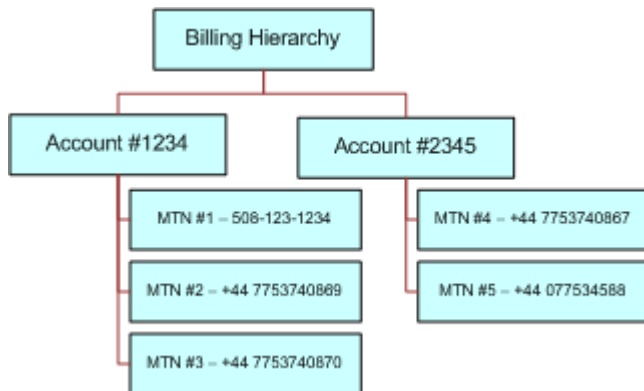 Billing Hierarchy
Account #1234
Account #2345
MTN #1 – 508-123-1234
MTN #2 – +44 7753740869
MTN #3 – +44 7753740870
MTN #4 – +44 7753740867
MTN #5 – +44 077534588